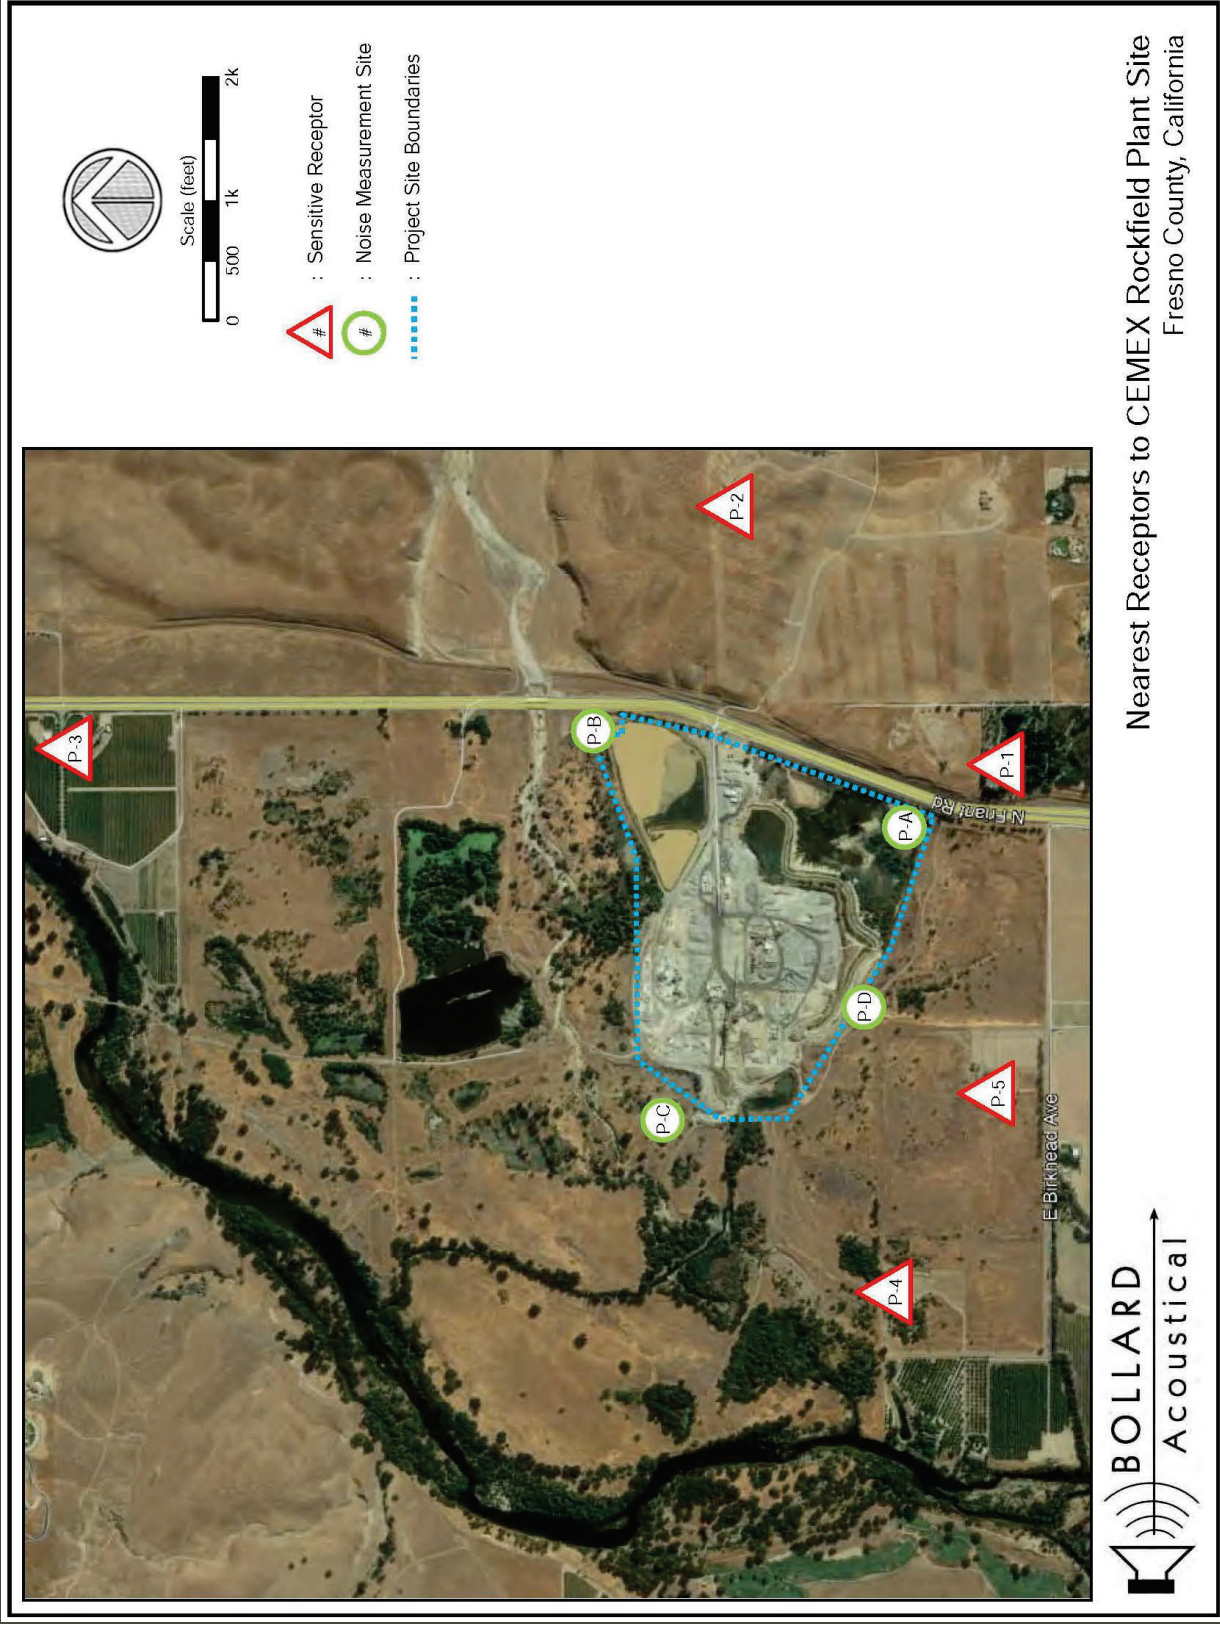 Scale (feet)
0 500 1k 2k
# : Sensitive Receptor
# : Noise Measurement Site
: Project Site Boundaries
P-3
P-2
P-B
P-1
P-A
N Friant Rd
P-D
P-C
P-5
E Birkhead Ave
P-4
Nearest Receptors to CEMEX Rockfield Plant Site
Fresno County, California
BOLLARD
Acoustical